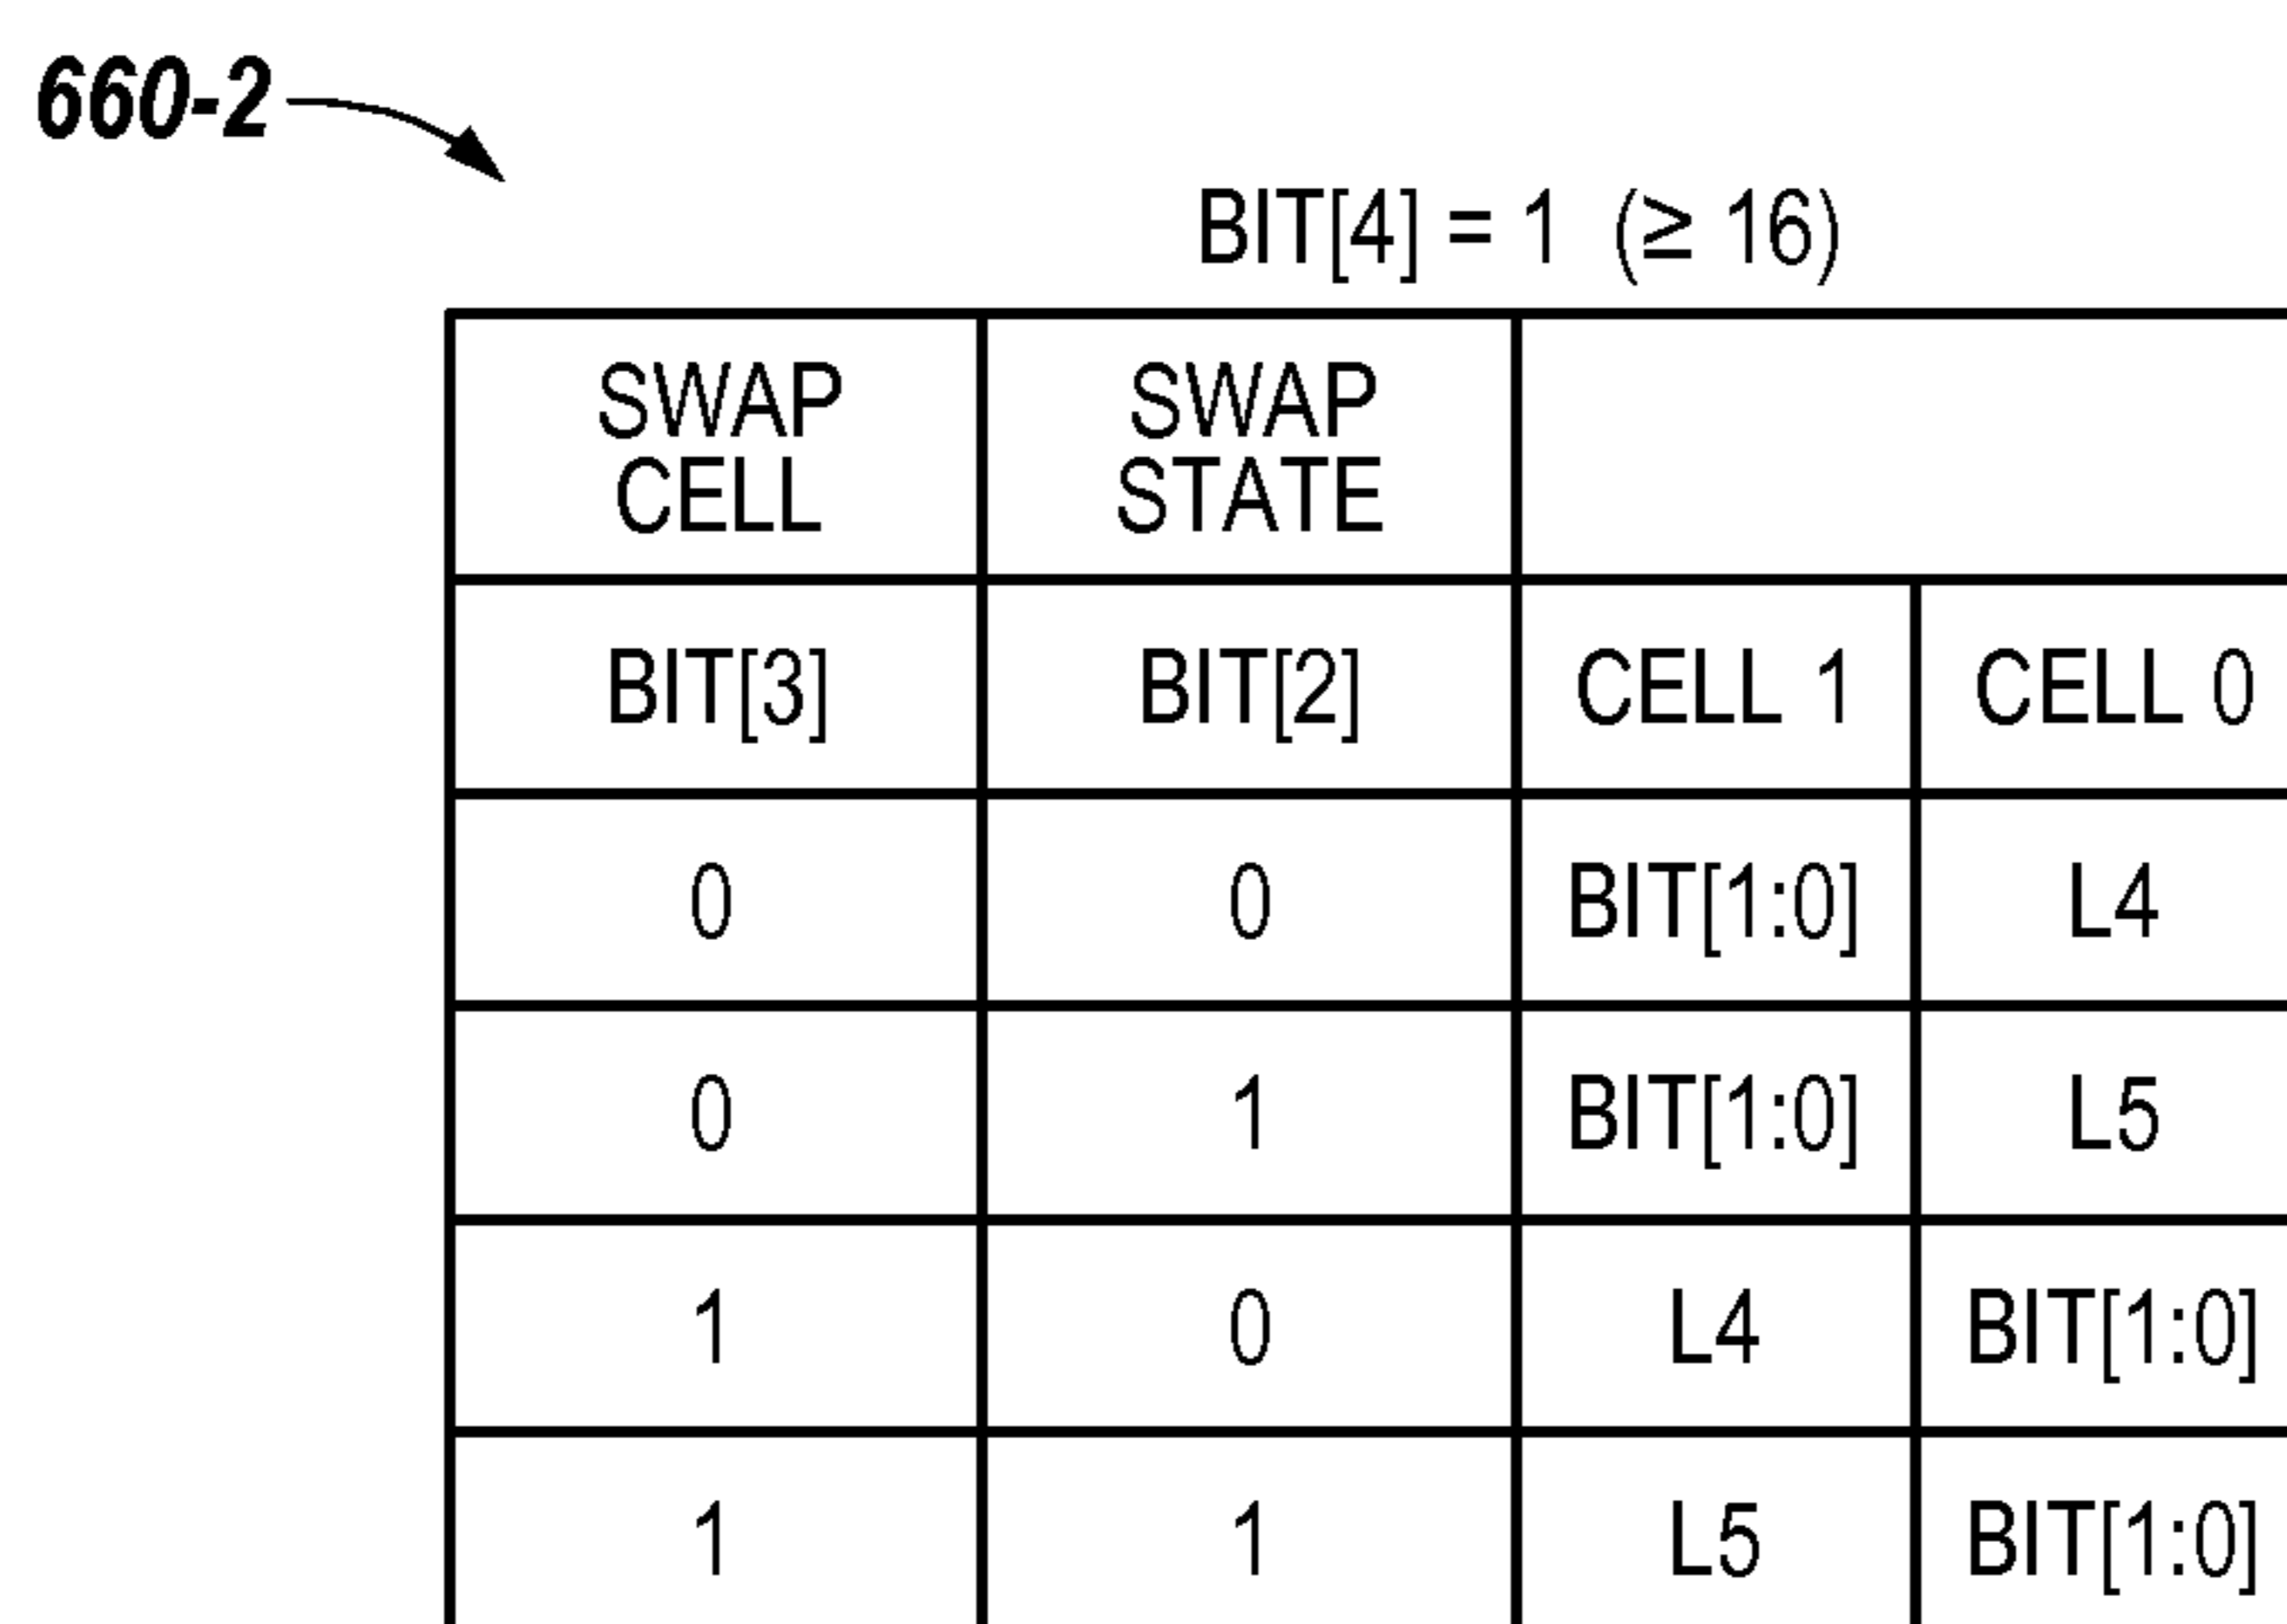 660-2
BIT[4] = 1 (≥ 16)
SWAP CELL SWAP STATE
BIT[3] BIT[2] CELL 1 CELL 0
0 0 BIT[1:0] L4
0 1 BIT[1:0] L5
1 0 L4 BIT[1:0]
1 1 L5 BIT[1:0]